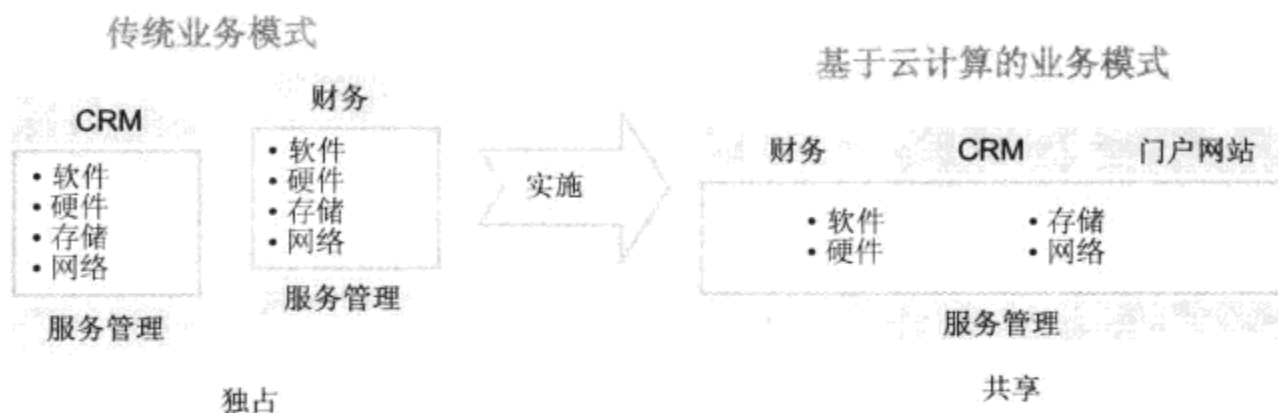 传统业务模式
CRM
• 软件
• 硬件
• 存储
• 网络
服务管理
财务
• 软件
• 硬件
• 存储
• 网络
服务管理
独占
实施
基于云计算的业务模式
财务
CRM
门户网站
• 软件
• 硬件
• 存储
• 网络
服务管理
共享